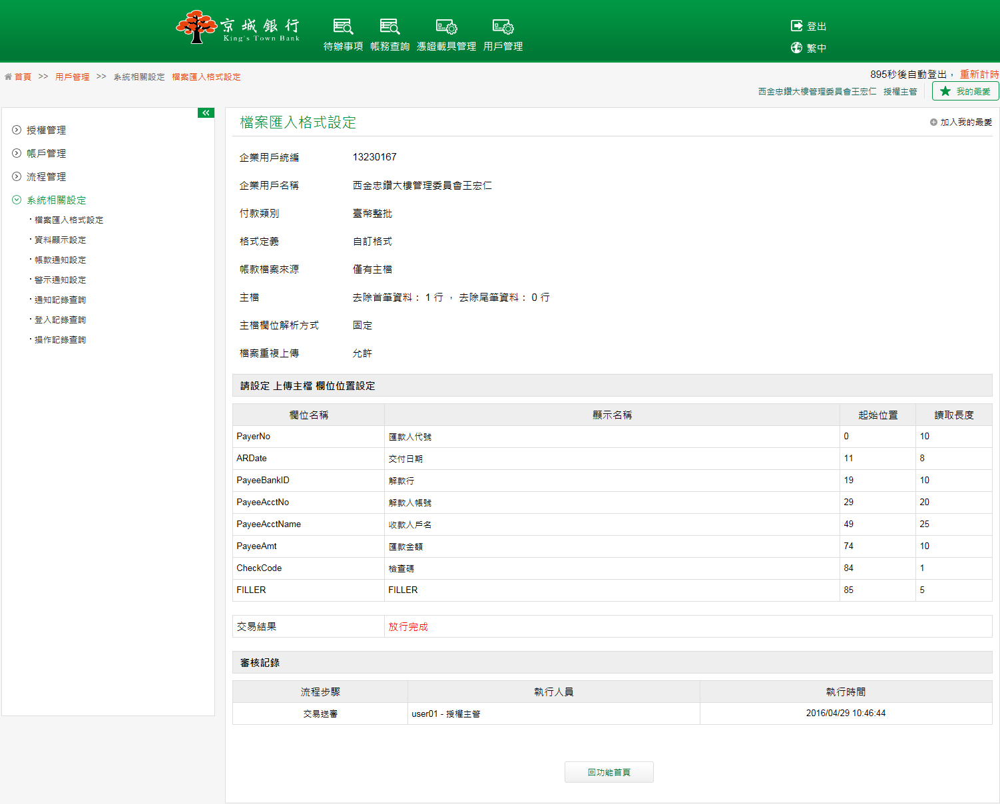 京城銀行
King's Town Bank
待辦事項 帳務查詢 憑證載具管理 用戶管理
登出
繁中
首頁 >> 用戶管理 >> 系統相關設定 檔案匯入格式設定
895秒後自動登出， 重新計時
西金忠鑽大樓管理委員會王宏仁 授權主管 我的最愛
授權管理
帳戶管理
流程管理
系統相關設定
檔案匯入格式設定
資料顯示設定
帳款通知設定
警示通知設定
通知記錄查詢
登入記錄查詢
操作記錄查詢
檔案匯入格式設定 加入我的最愛
企業用戶統編 13230167
企業用戶名稱 西金忠鑽大樓管理委員會王宏仁
付款類別 臺幣整批
格式定義 自訂格式
帳款檔案來源 僅有主檔
主檔 去除首筆資料： 1 行 ， 去除尾筆資料： 0 行
主檔欄位解析方式 固定
檔案重複上傳 允許
請設定 上傳主檔 欄位位置設定
欄位名稱 顯示名稱 起始位置 讀取長度
PayerNo 匯款人代號 0 10
ARDate 交付日期 11 8
PayeeBankID 解款行 19 10
PayeeAcctNo 解款人帳號 29 20
PayeeAcctName 收款人戶名 49 25
PayeeAmt 匯款金額 74 10
CheckCode 檢查碼 84 1
FILLER FILLER 85 5
交易結果 放行完成
審核記錄
流程步驟 執行人員 執行時間
交易送審 user01 - 授權主管 2016/04/29 10:46:44
回功能首頁